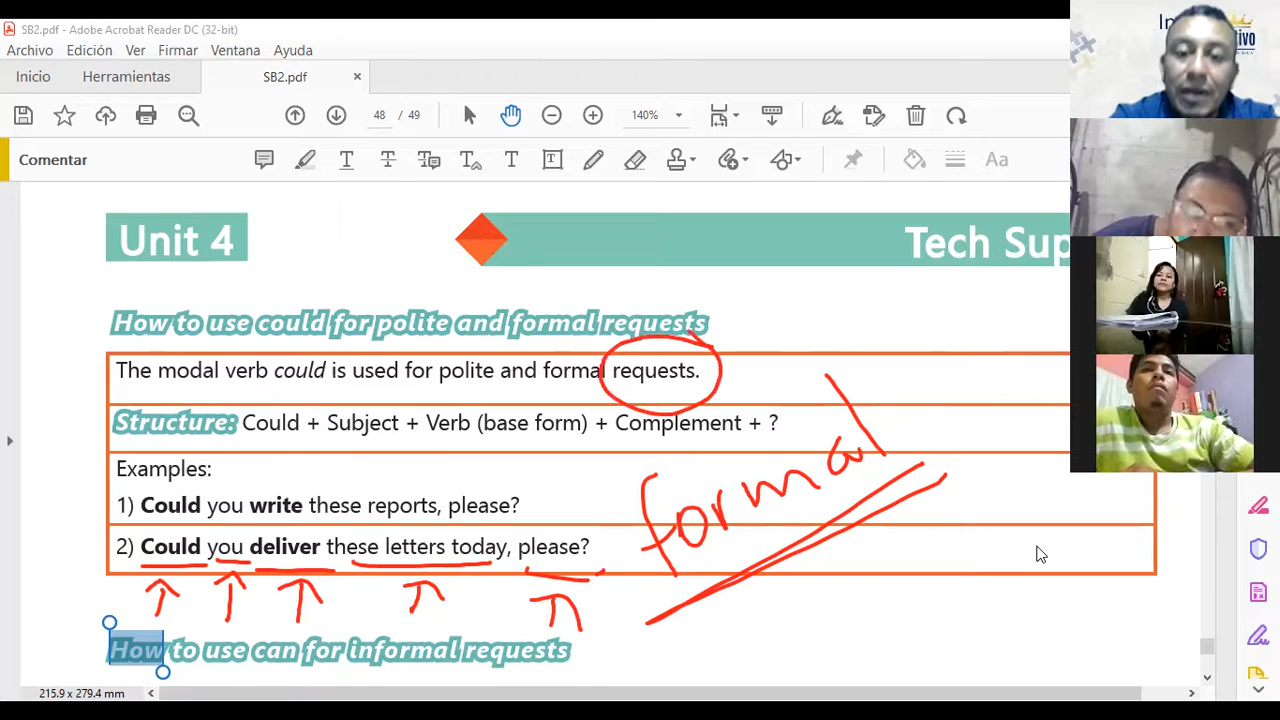 SB2.pdf - Adobe Acrobat Reader DC (32-bit)
Archivo Edición Ver Firmar Ventana Ayuda
Inicio Herramientas SB2.pdf ×
48 / 49 140%
Comentar
Aa
Unit 4
Tech Sup
How to use could for polite and formal requests
The modal verb could is used for polite and formal requests.
Structure: Could + Subject + Verb (base form) + Complement + ?
Examples:
1) Could you write these reports, please?
2) Could you deliver these letters today, please?
formal
How to use can for informal requests
215.9 x 279.4 mm